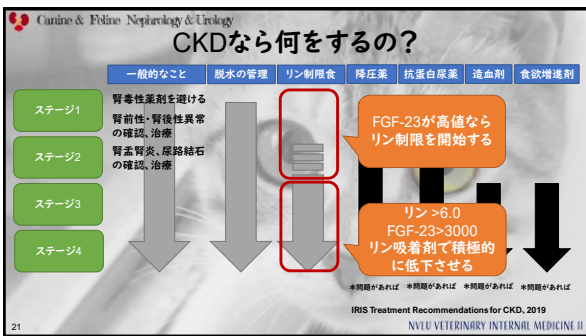 Canine & Feline Nephrology & Urology
CKDなら何をするの？
一般的なこと 脱水の管理 リン制限食 降圧薬 抗蛋白尿薬 造血剤 食欲増進剤
ステージ1
腎毒性薬剤を避ける
腎前性・腎後性異常
の確認、治療
FGF-23が高値なら
リン制限を開始する
ステージ2
腎盂腎炎、尿路結石
の確認、治療
ステージ3
ステージ4
リン >6.0
FGF-23>3000
リン吸着剤で積極的
に低下させる
*問題があれば *問題があれば *問題があれば *問題があれば
IRIS Treatment Recommendations for CKD, 2019
21
NVLU VETERINARY INTERNAL MEDICINE II